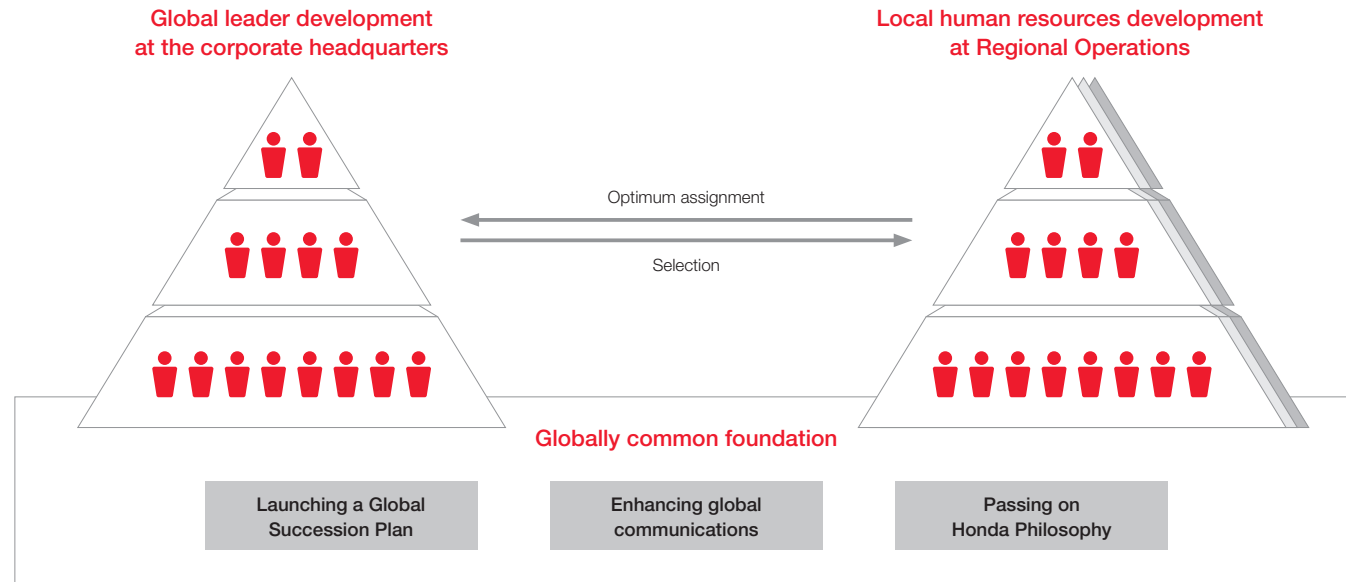 Global leader development
at the corporate headquarters
Local human resources development
at Regional Operations
Optimum assignment
Selection
Globally common foundation
Launching a Global
Succession Plan
Enhancing global
communications
Passing on
Honda Philosophy